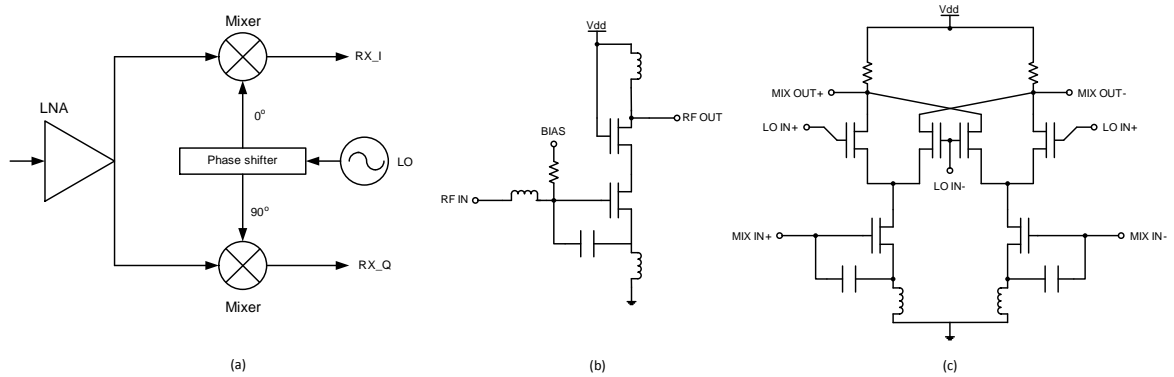 Mixer
RX_I
LNA
0°
Phase shifter
LO
90°
RX_Q
Mixer
(a)
Vdd
RF OUT
BIAS
RF IN
(b)
Vdd
MIX OUT+
MIX OUT-
LO IN+
LO IN+
LO IN-
MIX IN+
MIX IN-
(c)